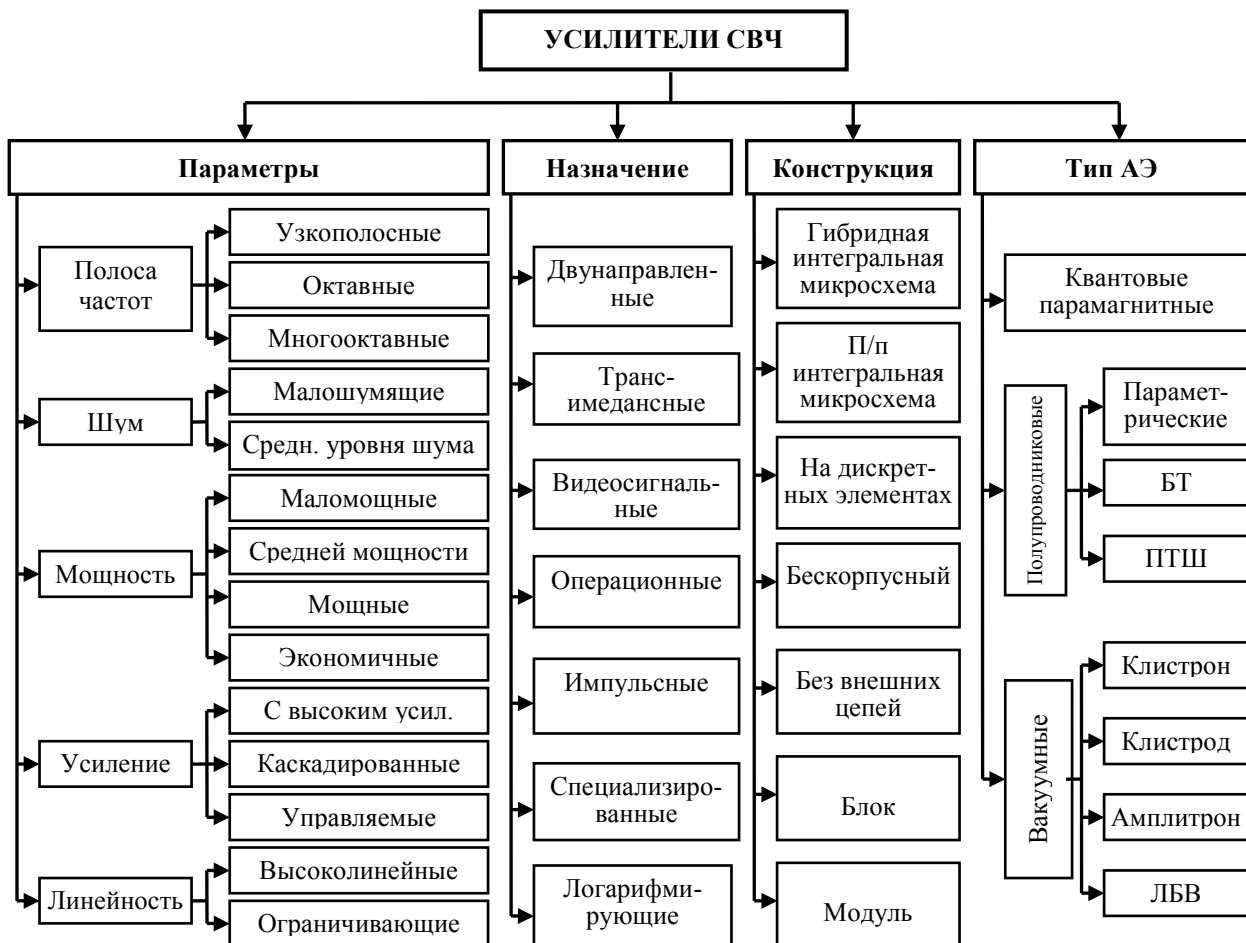 УСИЛИТЕЛИ СВЧ
Параметры
Полоса
частот
Узкополосные
Октавные
Многооктавные
Шум
Малошумящие
Средн. уровня шума
Мощность
Маломощные
Средней мощности
Мощные
Экономичные
Усиление
С высоким усил.
Каскадированные
Управляемые
Линейность
Высоколинейные
Ограничивающие
Назначение
Двунаправлен-
ные
Транс-
имедансные
Видеосигналь-
ные
Операционные
Импульсные
Специализиро-
ванные
Логарифми-
рующие
Конструкция
Гибридная
интегральная
микросхема
П/п
интегральная
микросхема
На дискрет-
ных элементах
Бескорпусный
Без внешних
цепей
Блок
Модуль
Тип АЭ
Квантовые
парамагнитные
Полупроводниковые
Парамет-
рические
БТ
ПТШ
Вакуумные
Клистрон
Клистрод
Амплитрон
ЛБВ